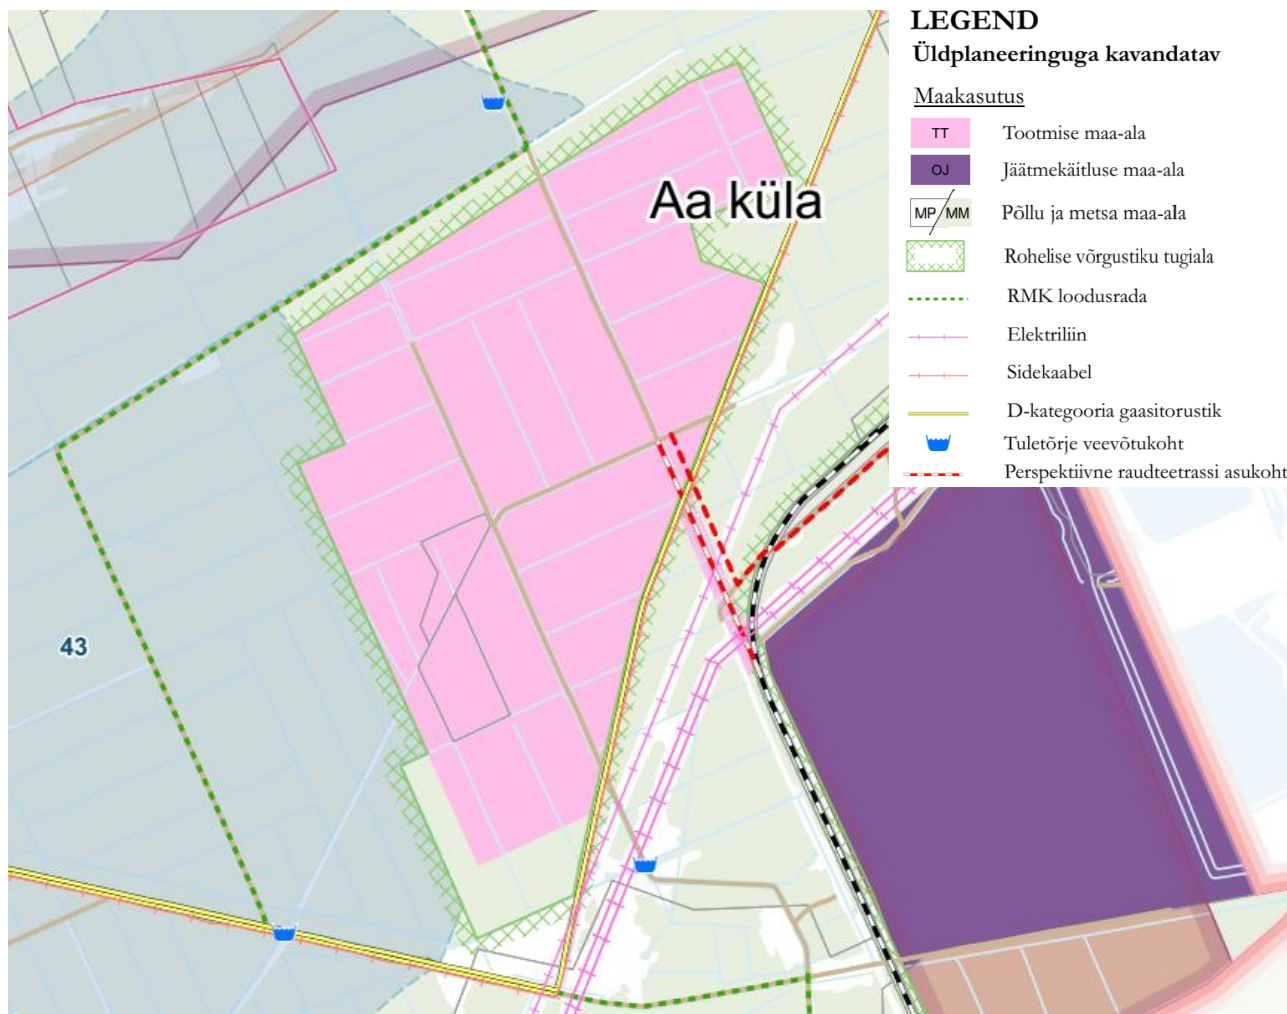 LEGEND
Üldplaneeringuga kavandatav
Maakasutus
TT Tootmise maa-ala
OJ Jäätmekäitluse maa-ala
MP MM Põllu ja metsa maa-ala
Rohelise võrgustiku tugiala
RMK loodusrada
Elektriliin
Sidekaabel
D-kategooria gaasitorustik
Tuletõrje veevõtukoht
Perspektiivne raudteetrassi asukoht
Aa küla
43